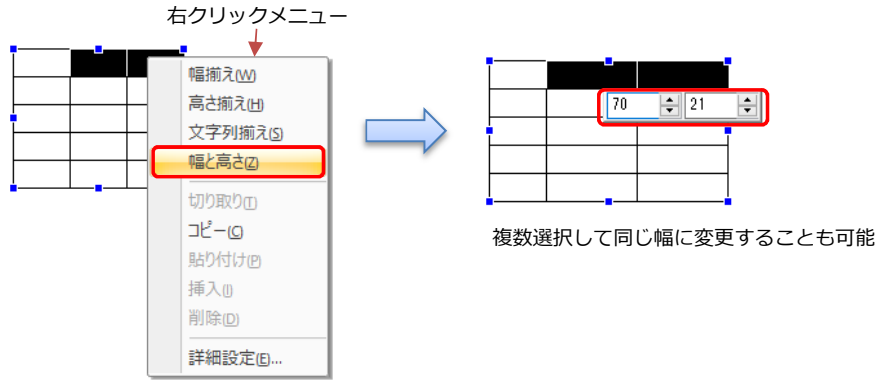 右クリックメニュー
幅揃え(W)
高さ揃え(H)
文字列揃え(S)
幅と高さ(Z)
切り取り(T)
コピー(C)
貼り付け(P)
挿入(I)
削除(D)
詳細設定(E)...
70 21
複数選択して同じ幅に変更することも可能